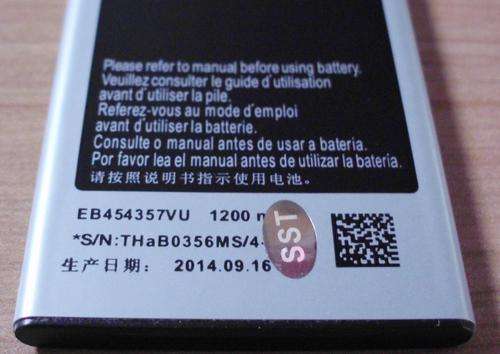 Please refer to manual before using battery.
Veuillez consulter le guide d'utilisation
avant d'utiliser la pile.
Referez-vous au mode d'emploi
avant d'utiliser la batterie.
Consulte o manual antes de usar a bateria.
Por favor lea el manual antes de utilizar la bateria.
请按照说明书指示使用电池。
EB454357VU 1200
*S/N:THaB0356MS/4-
SST
生产日期： 2014.09.16